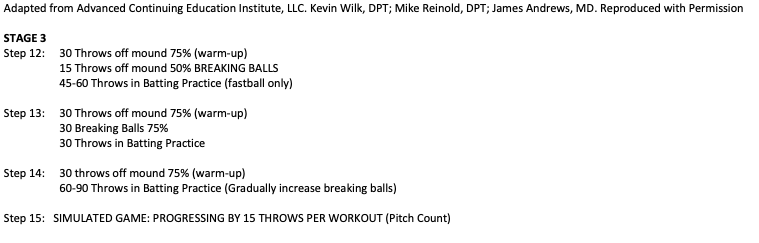 Adapted from Advanced Continuing Education Institute, LLC. Kevin Wilk, DPT; Mike Reinold, DPT; James Andrews, MD. Reproduced with Permission
STAGE 3
Step 12: 30 Throws off mound 75% (warm-up)
15 Throws off mound 50% BREAKING BALLS
45-60 Throws in Batting Practice (fastball only)
Step 13: 30 Throws off mound 75% (warm-up)
30 Breaking Balls 75%
30 Throws in Batting Practice
Step 14: 30 throws off mound 75% (warm-up)
60-90 Throws in Batting Practice (Gradually increase breaking balls)
Step 15: SIMULATED GAME: PROGRESSING BY 15 THROWS PER WORKOUT (Pitch Count)